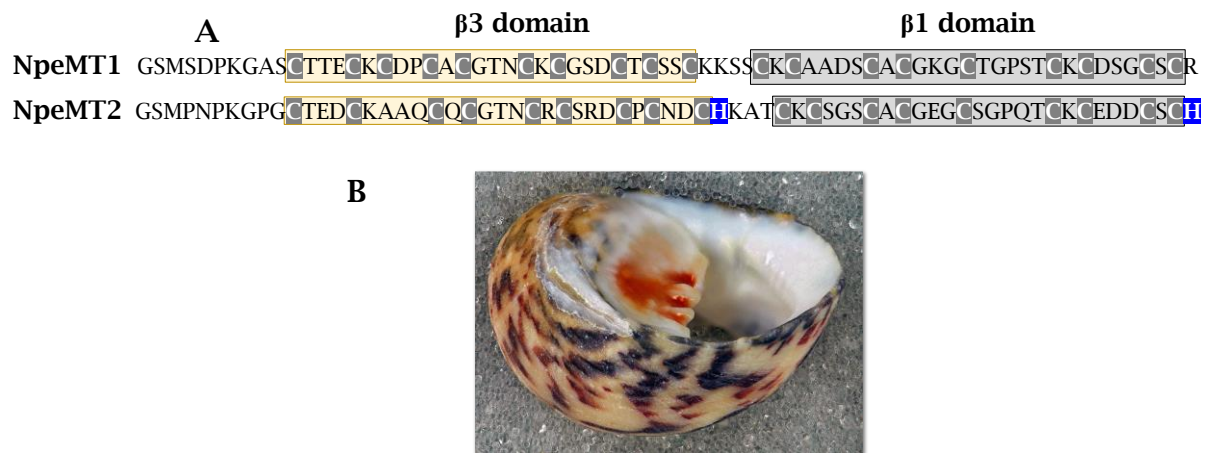 A β3 domain β1 domain
NpeMT1 GSMSDPKGASCTTECKCDPCACGTNCKCGSDCTCSSCKKSSCKCAADSCACGKGCTGPSTCKCDSGCSCR
NpeMT2 GSMPNPKGPGCTEDCKAAQCQCGTNCRCSRDCPCNDCHKATCKCSGSCACGEGCSGPQTCKCEDDCSCH
B